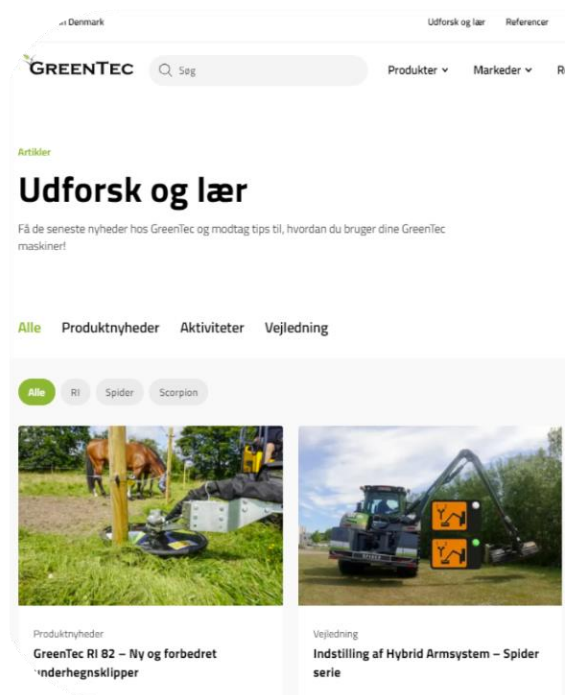 Denmark
Udforsk og lær Referencer
GREENTEC Søg Produkter Markeder
Artikler
Udforsk og lær
Få de seneste nyheder hos GreenTec og modtag tips til, hvordan du bruger dine GreenTec
maskiner!
Alle Produktnyheder Aktiviteter Vejledning
Alle RI Spider Scorpion
Produktnyheder
GreenTec RI 82 – Ny og forbedret
underhegnsklipper
Vejledning
Indstilling af Hybrid Armsystem – Spider
serie